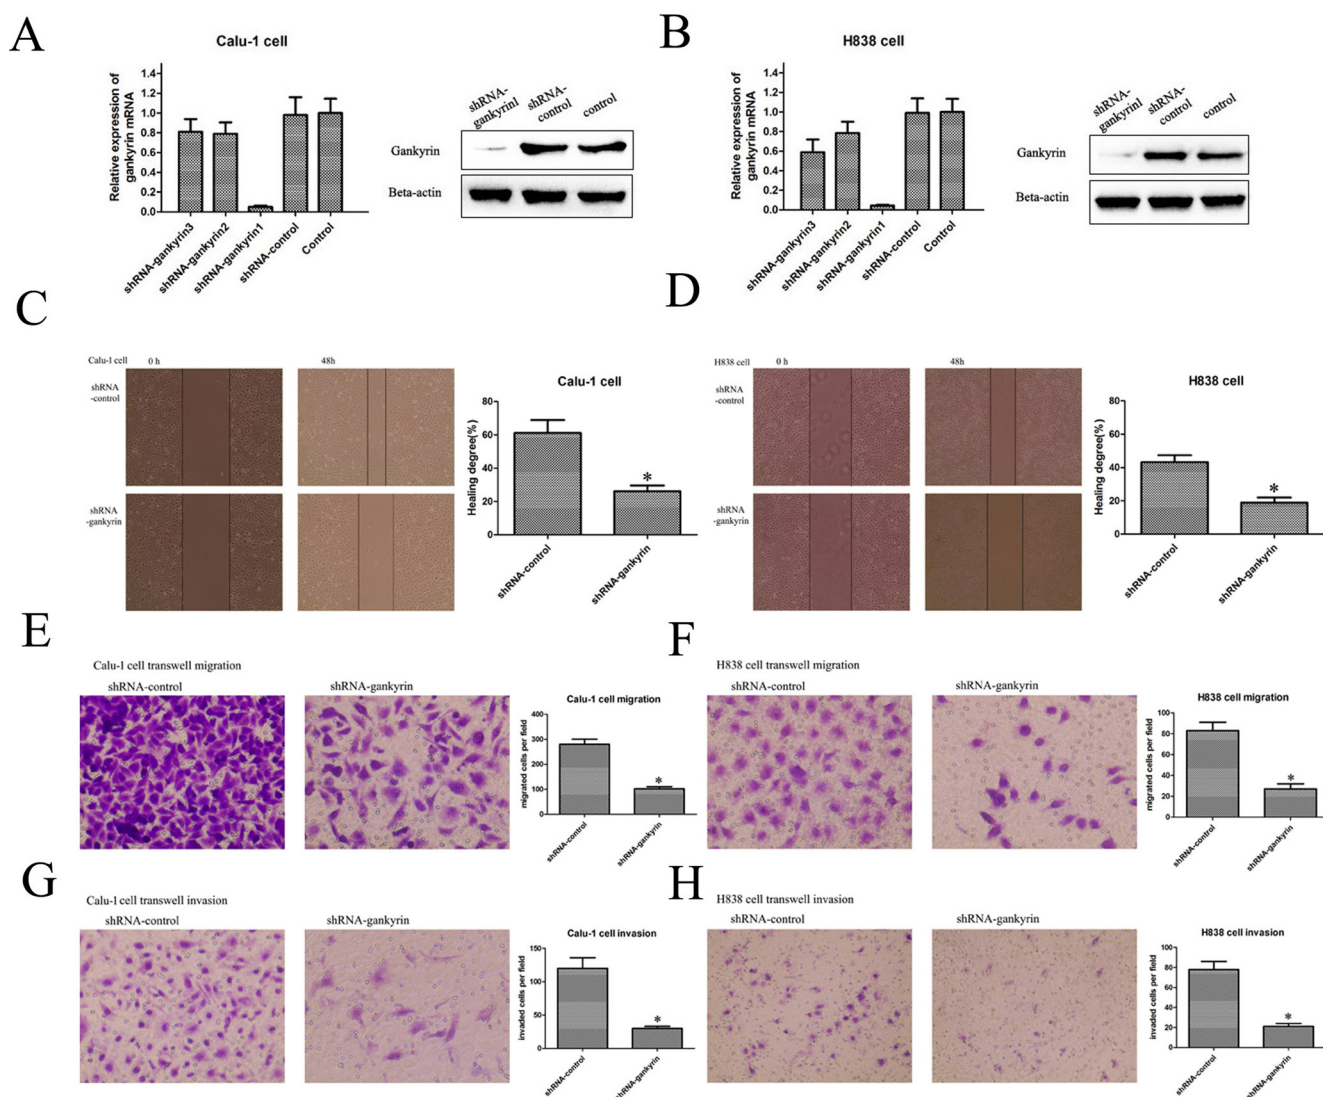 A
Calu-1 cell
Relative expression of
gankyrin mRNA
1.4
1.2
1.0
0.8
0.6
0.4
0.2
0.0
shRNA-gankyrin3
shRNA-gankyrin2
shRNA-gankyrin1
shRNA-control
Control
shRNA-
gankyrin1
shRNA-
control
control
Gankyrin
Beta-actin
B
H838 cell
Relative expression of
gankyrin mRNA
1.4
1.2
1.0
0.8
0.6
0.4
0.2
0.0
shRNA-gankyrin3
shRNA-gankyrin2
shRNA-gankyrin1
shRNA-control
Control
shRNA-
gankyrin1
shRNA-
control
control
Gankyrin
Beta-actin
C
Calu-1 cell
0 h
48h
shRNA
-control
shRNA
-gankyrin
Calu-1 cell
Healing degree(%)
80
60
40
20
0
*
shRNA-control
shRNA-gankyrin
D
H838 cell
0 h
48h
shRNA
-control
shRNA
-gankyrin
H838 cell
Healing degree(%)
80
60
40
20
0
*
shRNA-control
shRNA-gankyrin
E
Calu-1 cell transwell migration
shRNA-control
shRNA-gankyrin
Calu-1 cell migration
migrated cells per field
400
300
200
100
0
*
shRNA-control
shRNA-gankyrin
F
H838 cell transwell migration
shRNA-control
shRNA-gankyrin
H838 cell migration
migrated cells per field
100
80
60
40
20
0
*
shRNA-control
shRNA-gankyrin
G
Calu-1 cell transwell invasion
shRNA-control
shRNA-gankyrin
Calu-1 cell invasion
invaded cells per field
150
100
50
0
*
shRNA-control
shRNA-gankyrin
H
H838 cell transwell invasion
shRNA-control
shRNA-gankyrin
H838 cell invasion
invaded cells per field
100
80
60
40
20
0
*
shRNA-control
shRNA-gankyrin